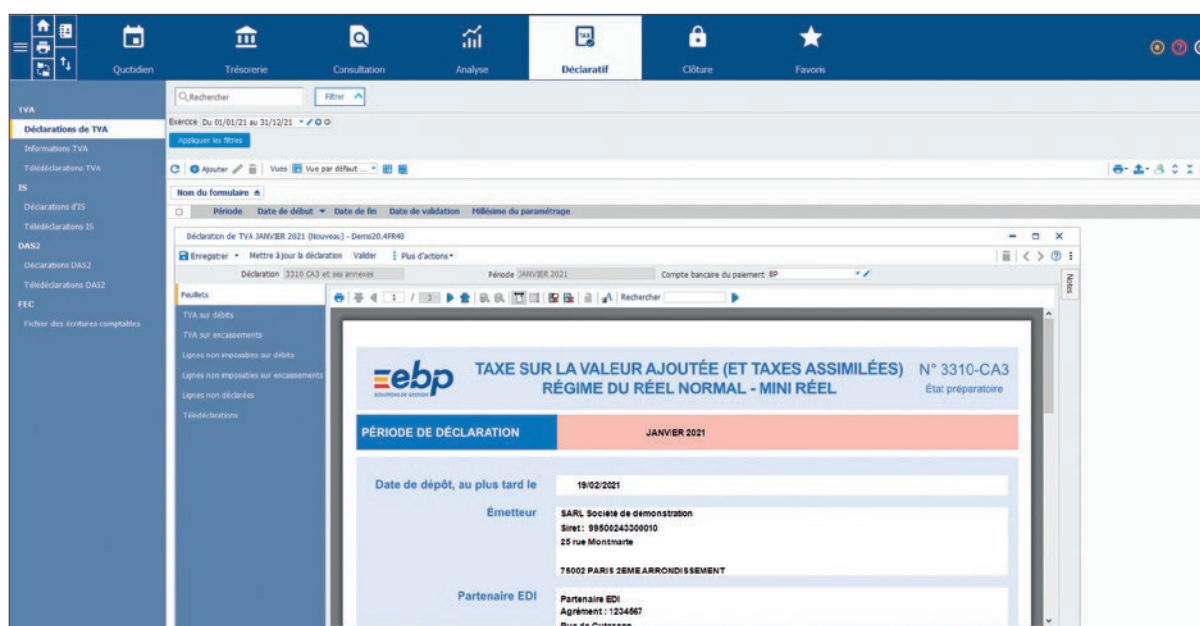 Quotidien
Trésorerie
Consultation
Analyse
TAX
Déclaratif
Clôture
Favoris
TVA
Déclarations de TVA
Informations TVA
Télédéclarations TVA
IS
Déclarations d'IS
Télédéclarations IS
DAS2
Déclarations DAS2
Télédéclarations DAS2
FEC
Fichier des écritures comptables
Rechercher
Filtrer
Exercice Du 01/01/21 au 31/12/21
Appliquer les filtres
Ajouter Vues Vue par défaut ...
Nom du formulaire
Période Date de début Date de fin Date de validation Millésime du paramétrage
Déclaration de TVA JANVIER 2021 (Nouveau) - Demo20.4FR40
Enregistrer Mettre à jour la déclaration Valider Plus d'actions
Déclaration 3310 CA3 et ses annexes Période JANVIER 2021 Compte bancaire du paiement BP
Notes
Feuillets
TVA sur débits
TVA sur encaissements
Lignes non imposables sur débits
Lignes non imposables sur encaissements
Lignes non déclarées
Télédéclarations
1 / 3 Rechercher
ebp
SOLUTIONS DE GESTION
TAXE SUR LA VALEUR AJOUTÉE (ET TAXES ASSIMILÉES)
RÉGIME DU RÉEL NORMAL - MINI RÉEL
N° 3310-CA3
État préparatoire
PÉRIODE DE DÉCLARATION JANVIER 2021
Date de dépôt, au plus tard le 19/02/2021
Émetteur SARL Société de démonstration
Siret : 99500243300010
25 rue Montmarte
75002 PARIS 2EME ARRONDISSEMENT
Partenaire EDI Partenaire EDI
Agrément : 1234567